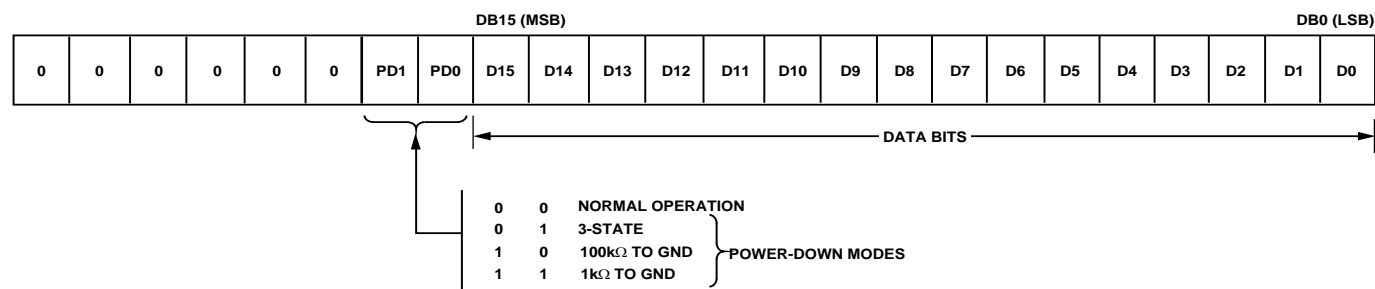 DB15 (MSB) DB0 (LSB)
0 0 0 0 0 0 PD1 PD0 D15 D14 D13 D12 D11 D10 D9 D8 D7 D6 D5 D4 D3 D2 D1 D0
DATA BITS
0 0 NORMAL OPERATION
0 1 3-STATE
1 0 100kΩ TO GND
POWER-DOWN MODES
1 1 1kΩ TO GND